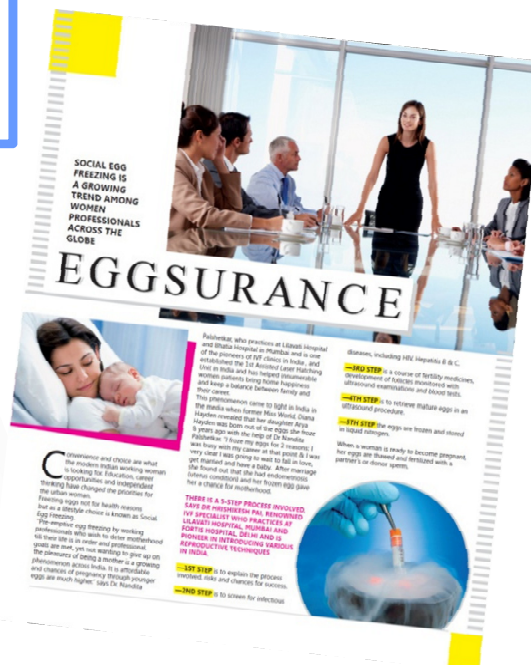 SOCIAL EGG
FREEZING IS
A GROWING
TREND AMONG
WOMEN
PROFESSIONALS
ACROSS THE
GLOBE
EGGSURANCE
Convenience and choice are what
the modern Indian working woman
is looking for. Education, career
opportunities and independent
thinking have changed the priorities for
the urban women.
Freezing eggs not for health reasons
but as a lifestyle choice is known as Social
Egg Freezing.
"Pre-emptive egg freezing by working
professionals who wish to deter motherhood
till their life is in order and professional
goals are met, yet not wanting to give up on
the pleasures of being a mother is a growing
phenomenon across India. It is affordable
and chances of pregnancy through younger
eggs are much higher," says Dr Nandita
Palshetkar, who practices at Lilavati Hospital
and Bhatia Hospital in Mumbai and is one
of the pioneers of IVF clinics in India, and
established the 1st Assisted Laser Hatching
Unit in India and has helped innumerable
women patients bring home happiness
and keep a balance between family and
their career.
This phenomenon came to light in India in
the media when former Miss World, Diana
Hayden revealed that her daughter Arya
Hayden was born out of the eggs she froze
8 years ago with the help of Dr Nandita
Palshetkar. "I froze my eggs for 2 reasons: I
was busy with my career at that point & I was
very clear I was going to wait to fall in love,
get married and have a baby. After marriage
she found out that she had endometriosis
(uterus condition) and her frozen egg gave
her a chance for motherhood.
THERE IS A 5-STEP PROCESS INVOLVED,
SAYS DR HRISHIKESH PAI, RENOWNED
IVF SPECIALIST WHO PRACTICES AT
LILAVATI HOSPITAL, MUMBAI AND
FORTIS HOSPITAL, DELHI AND IS
PIONEER IN INTRODUCING VARIOUS
REPRODUCTIVE TECHNIQUES
IN INDIA.
—1ST STEP is to explain the process
involved, risks and chances for success.
—2ND STEP is to screen for infectious
diseases, including HIV, Hepatitis B & C.
—3RD STEP is a course of fertility medicines,
development of follicles monitored with
ultrasound examinations and blood tests.
—4TH STEP is to retrieve mature eggs in an
ultrasound procedure.
—5TH STEP the eggs are frozen and stored
in liquid nitrogen.
When a woman is ready to become pregnant,
her eggs are thawed and fertilized with a
partner's or donor sperm.